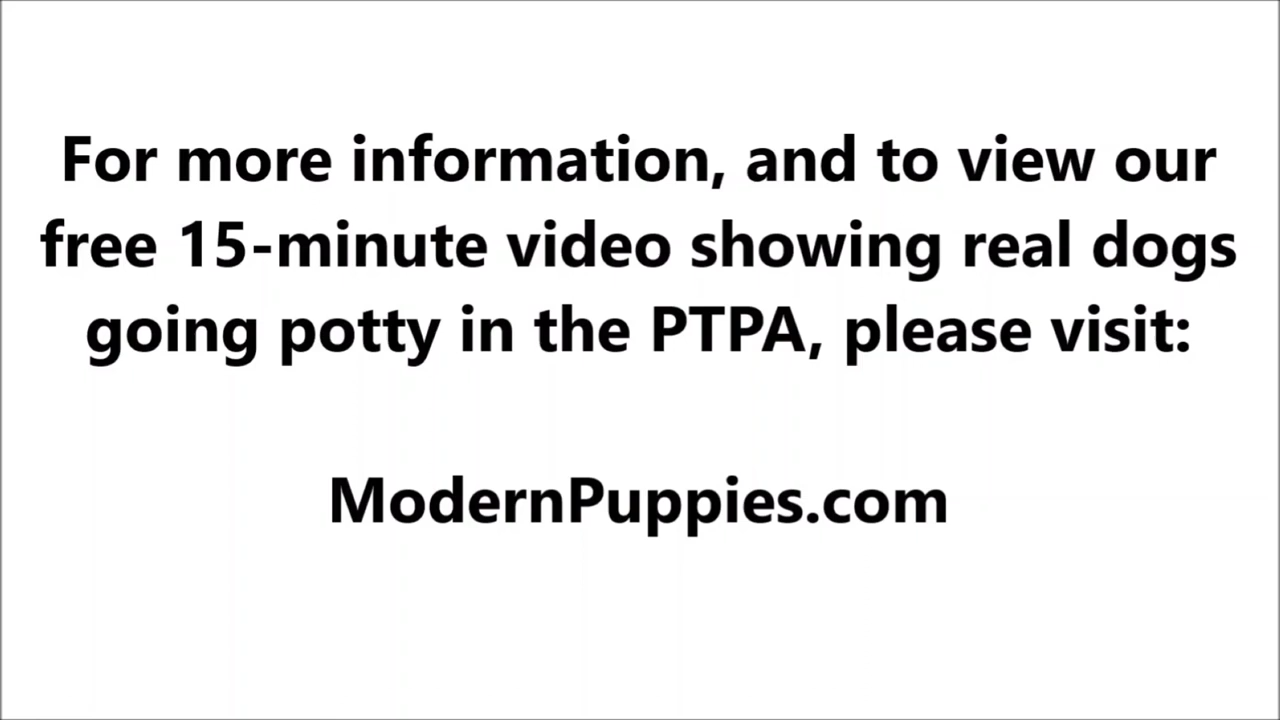 For more information, and to view our
free 15-minute video showing real dogs
going potty in the PTPA, please visit:
ModernPuppies.com